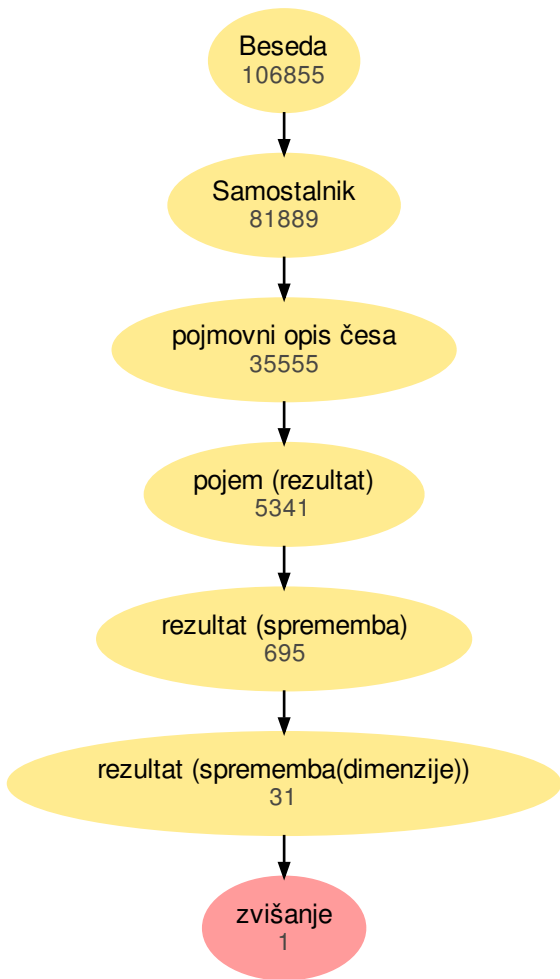 Beseda
106855
Samostalnik
81889
pojmovni opis česa
35555
pojem (rezultat)
5341
rezultat (sprememba)
695
rezultat (sprememba(dimenzije))
31
zvišanje
1